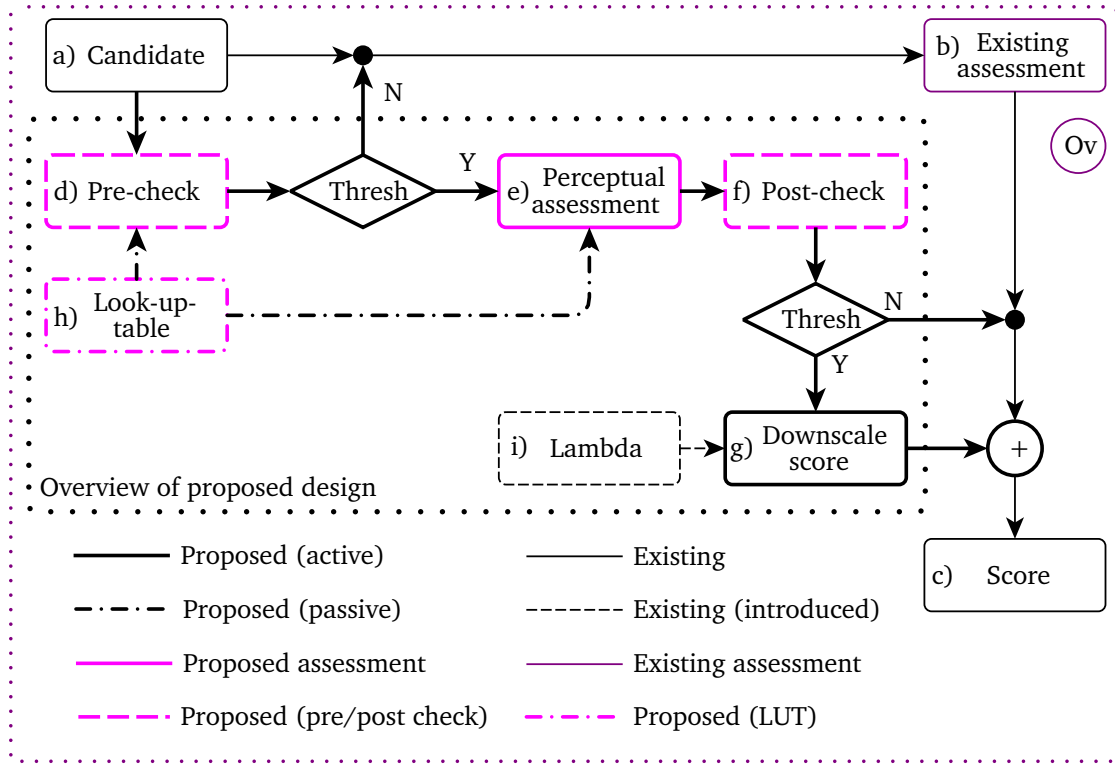 a) Candidate
b) Existing
assessment
N
Ov
d) Pre-check
Thresh
Y
e) Perceptual
assessment
f) Post-check
h) Look-up-
table
Thresh
N
Y
i) Lambda
g) Downscale
score
+
Overview of proposed design
c) Score
Proposed (active)
Existing
Proposed (passive)
Existing (introduced)
Proposed assessment
Existing assessment
Proposed (pre/post check)
Proposed (LUT)